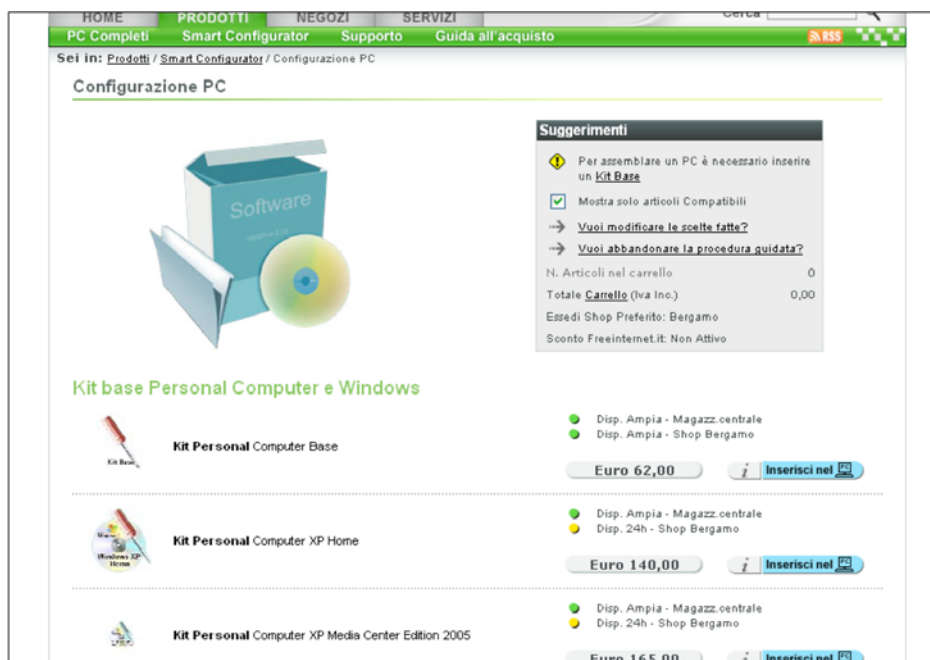 HOME PRODOTTI NEGOZI SERVIZI Cerca
PC Completi Smart Configurator Supporto Guida all'acquisto RSS
Sei in: Prodotti / Smart Configurator / Configurazione PC
Configurazione PC
Software
Suggerimenti
Per assemblare un PC è necessario inserire
un Kit Base
Mostra solo articoli Compatibili
Vuoi modificare le scelte fatte?
Vuoi abbandonare la procedura guidata?
N. Articoli nel carrello 0
Totale Carrello (Iva Inc.) 0,00
Essedi Shop Preferito: Bergamo
Sconto Freeinternet.it: Non Attivo
Kit base Personal Computer e Windows
Disp. Ampia - Magazz.centrale
Disp. Ampia - Shop Bergamo
Kit Base
Kit Personal Computer Base
Euro 62,00 i Inserisci nel PC
Disp. Ampia - Magazz.centrale
Disp. 24h - Shop Bergamo
Windows XP
Home
Kit Personal Computer XP Home
Euro 140,00 i Inserisci nel PC
Disp. Ampia - Magazz.centrale
Disp. 24h - Shop Bergamo
Kit Personal Computer XP Media Center Edition 2005
Euro 165,00 i Inserisci nel PC